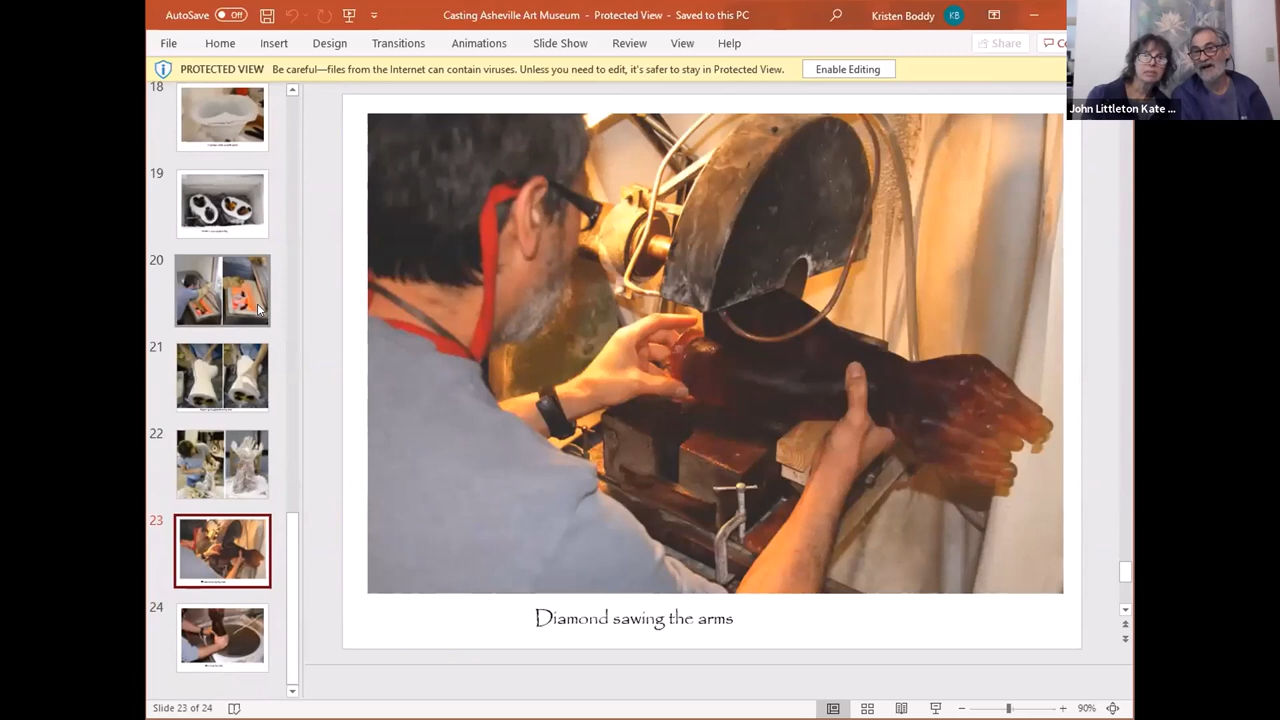 AutoSave Off Casting Asheville Art Museum - Protected View - Saved to this PC Kristen Boddy KB
File Home Insert Design Transitions Animations Slide Show Review View Help Share
PROTECTED VIEW Be careful—files from the Internet can contain viruses. Unless you need to edit, it's safer to stay in Protected View. Enable Editing
John Littleton Kate ...
18
19
20
21
22
23
24
Diamond sawing the arms
Slide 23 of 24 90%